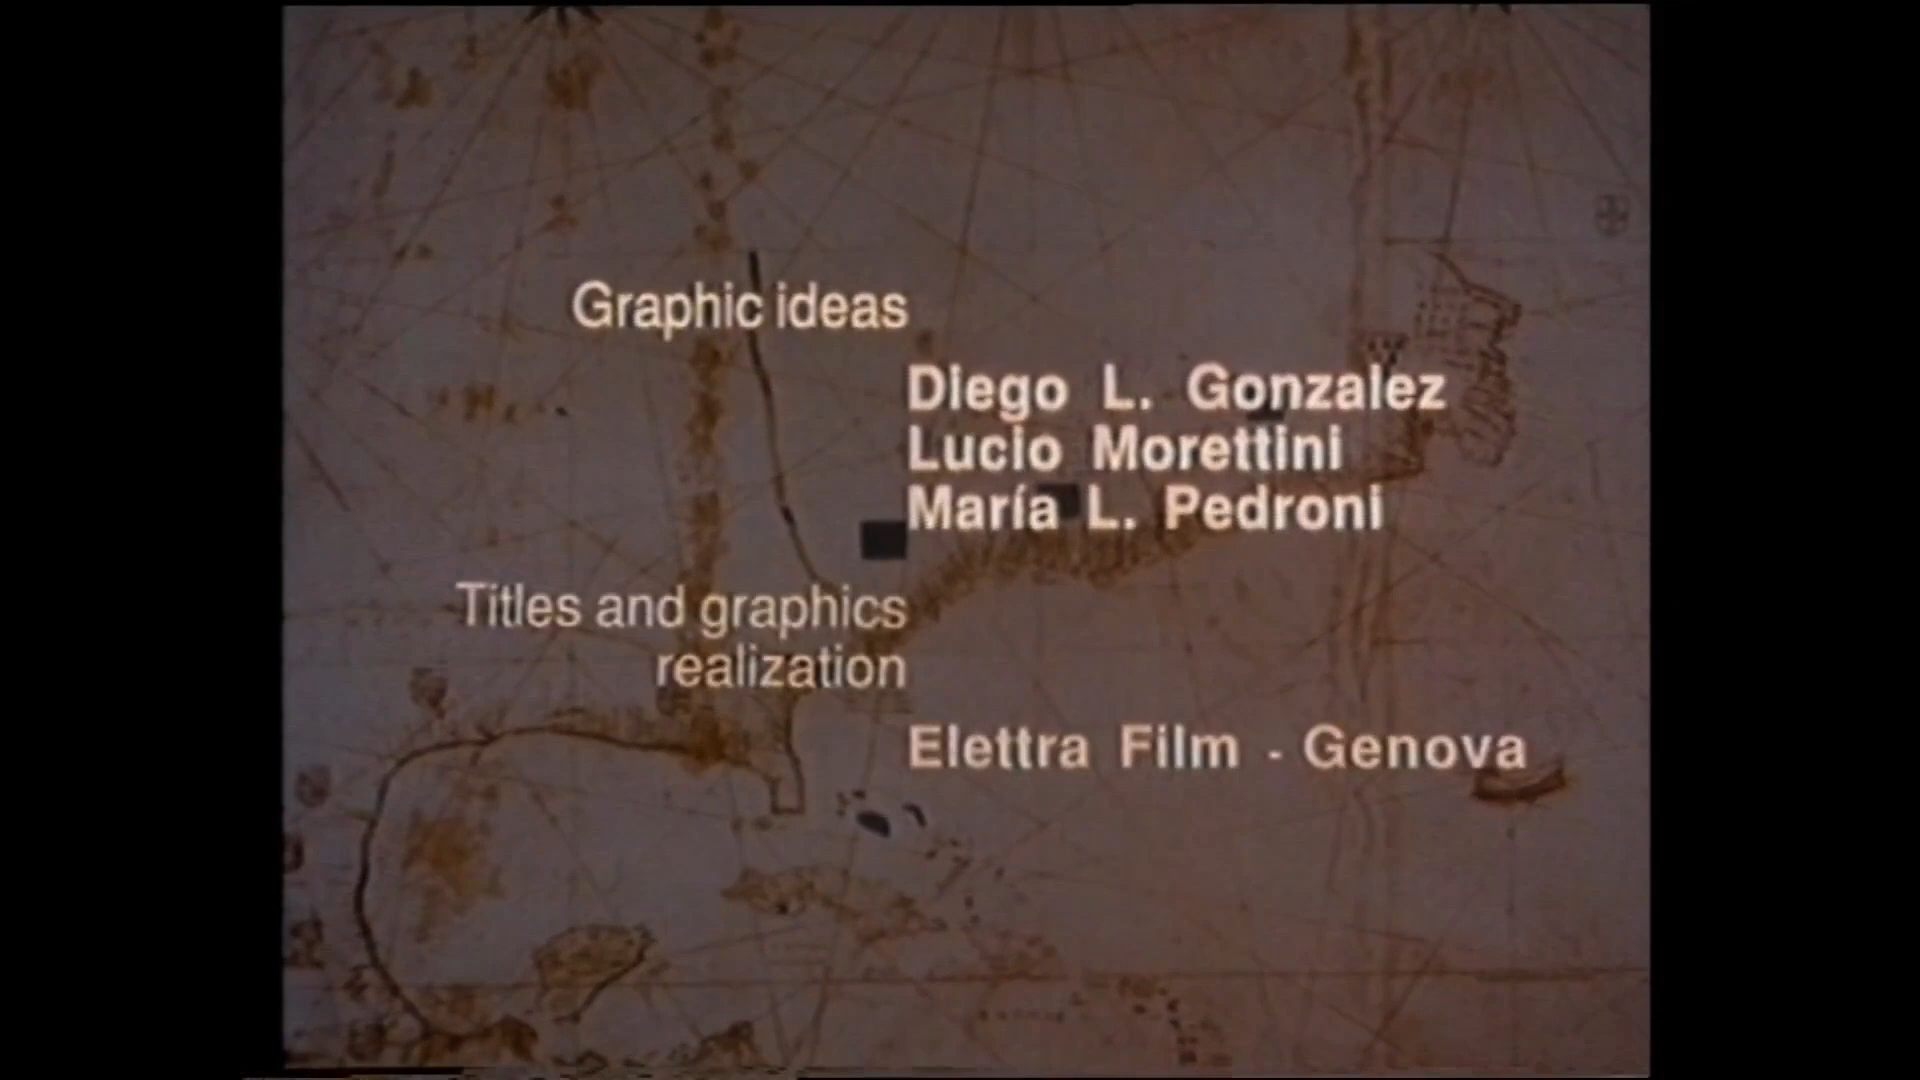 Graphic ideas
Diego L. Gonzalez
Lucio Morettini
María L. Pedroni
Titles and graphics
realization
Elettra Film - Genova